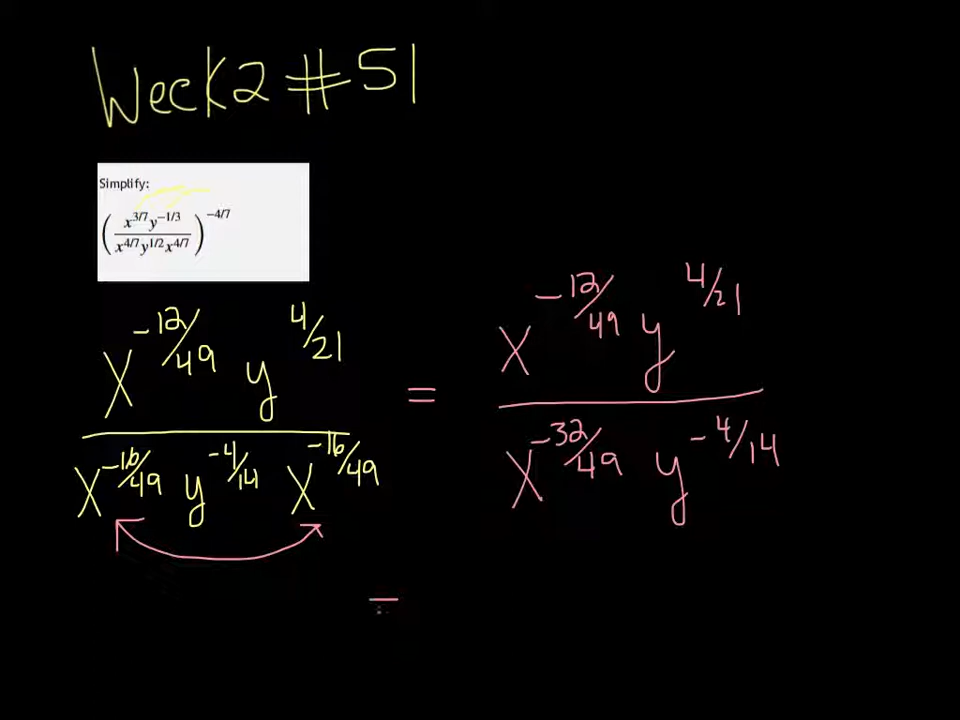 Week2 #51
Simplify:
(x^{3/7} y^{-1/3} / x^{4/7} y^{1/2} x^{4/7})^{-4/7}
x^{-12/49} y^{4/21} / x^{-16/49} y^{-4/14} x^{-16/49} = x^{-12/49} y^{4/21} / x^{-32/49} y^{-4/14}